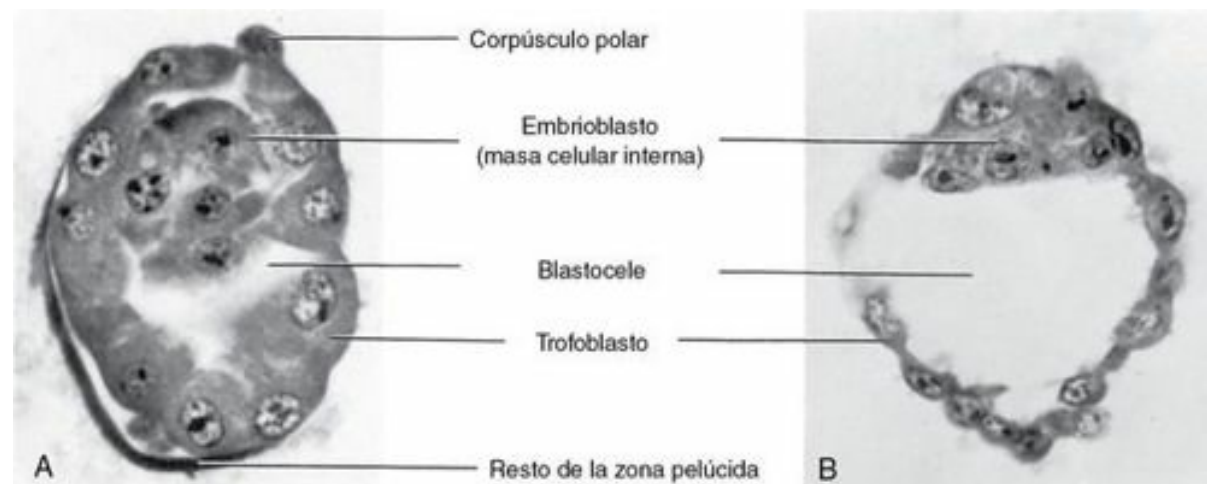 Corpúsculo polar
Embrioblasto
(masa celular interna)
Blastocele
Trofoblasto
Resto de la zona pelúcida
A
B